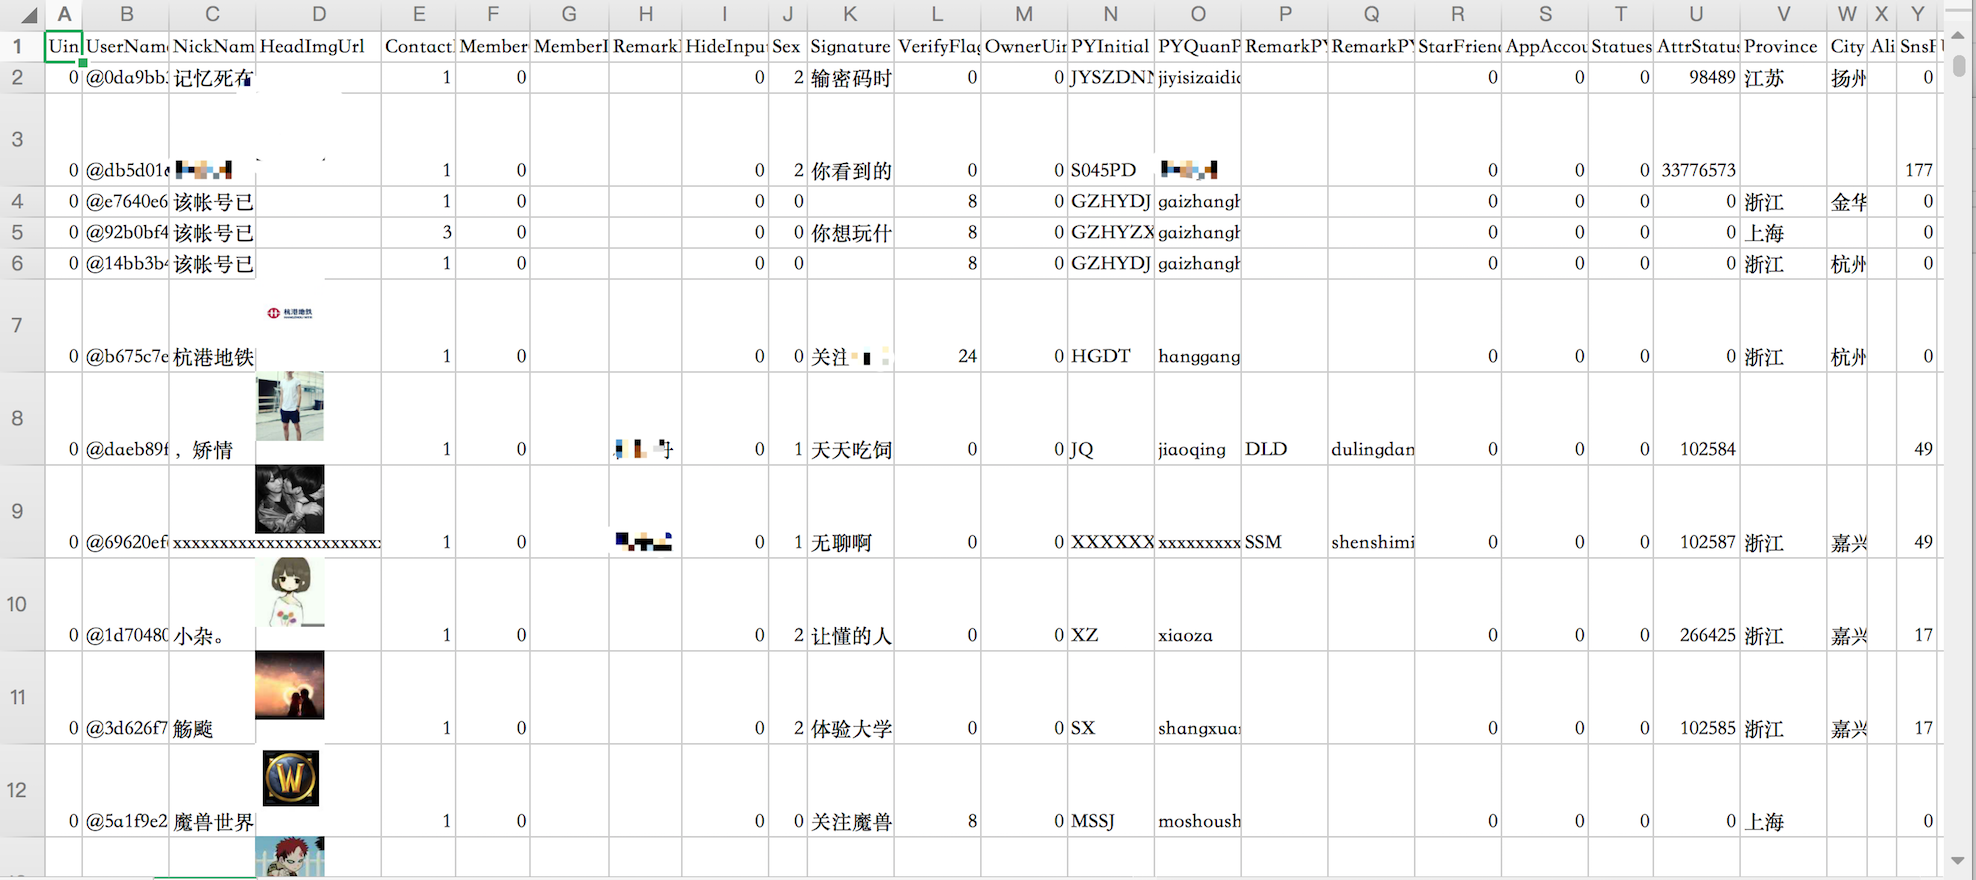 A B C D E F G H I J K L M N O P Q R S T U V W X Y
1 Uin UserName NickNam HeadImgUrl Contact Member MemberI Remark HideInpu Sex Signature VerifyFlag OwnerUin PYInitial PYQuanP RemarkPY RemarkPY StarFriend AppAccou Statues AttrStatus Province City Ali SnsF
2 0 @0da9bb 记忆死在 1 0 0 2 输密码时 0 0 JYSZDN jiyisizaidi 0 0 0 98489 江苏 扬州 0
3 0 @db5d01 1 0 0 2 你看到的 0 0 S045PD 0 0 0 33776573 177
4 0 @e7640e6 该帐号已 1 0 0 0 8 0 GZHYDJ gaizhangh 0 0 0 0 浙江 金华 0
5 0 @92b0bf4 该帐号已 3 0 0 0 你想玩什 8 0 GZHYZX gaizhangh 0 0 0 0 上海 0
6 0 @14bb3b4 该帐号已 1 0 0 0 8 0 GZHYDJ gaizhangh 0 0 0 0 浙江 杭州 0
杭港地铁
7 0 @b675c7e 杭港地铁 1 0 0 0 关注 24 0 HGDT hanggang 0 0 0 0 浙江 杭州 0
8 0 @daeb89f ，矫情 1 0 0 1 天天吃饲 0 0 JQ jiaoqing DLD dulingdan 0 0 0 102584 49
9 0 @69620ef xxxxxxxxxxxxxxxxxxxxxx 1 0 0 1 无聊啊 0 0 XXXXXX xxxxxxxxx SSM shenshimi 0 0 0 102587 浙江 嘉兴 49
10 0 @1d70480 小杂。 1 0 0 2 让懂的人 0 0 XZ xiaoza 0 0 0 266425 浙江 嘉兴 17
11 0 @3d626f7 1 0 0 2 体验大学 0 0 SX shangxua 0 0 0 102585 浙江 嘉兴 17
W
12 0 @5a1f9e2 魔兽世界 1 0 0 0 关注魔兽 8 0 MSSJ moshoush 0 0 0 0 上海 0